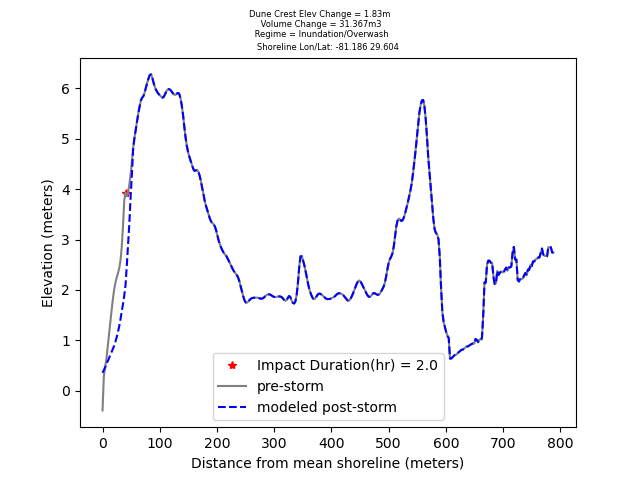 Dune Crest Elev Change = 1.83m
Volume Change = 31.367m3
Regime = Inundation/Overwash
Shoreline Lon/Lat: -81.186 29.604
6
5
4
3
2
1
0
Elevation (meters)
Impact Duration(hr) = 2.0
pre-storm
modeled post-storm
0 100 200 300 400 500 600 700 800
Distance from mean shoreline (meters)